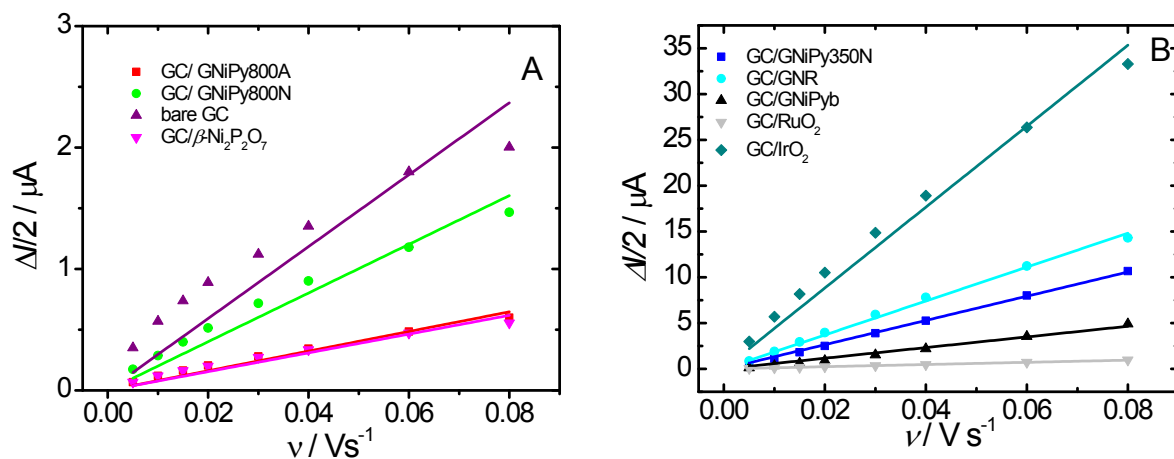 A
3
2
1
0
ΔI/2 / μA
GC/ GNiPy800A
GC/ GNiPy800N
bare GC
GC/β-Ni₂P₂O₇
0.00 0.02 0.04 0.06 0.08
ν / Vs⁻¹
B
35
30
25
20
15
10
5
0
ΔI/2 / μA
GC/GNiPy350N
GC/GNR
GC/GNiPyb
GC/RuO₂
GC/IrO₂
0.00 0.02 0.04 0.06 0.08
ν / V s⁻¹